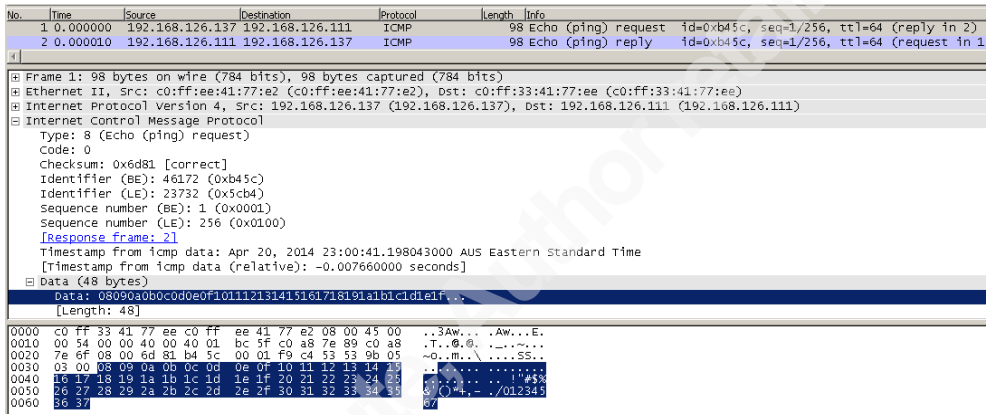 No. Time Source Destination Protocol Length Info
1 0.000000 192.168.126.137 192.168.126.111 ICMP 98 Echo (ping) request id=0xb45c, seq=1/256, ttl=64 (reply in 2)
2 0.000010 192.168.126.111 192.168.126.137 ICMP 98 Echo (ping) reply id=0xb45c, seq=1/256, ttl=64 (request in 1
Frame 1: 98 bytes on wire (784 bits), 98 bytes captured (784 bits)
Ethernet II, Src: c0:ff:ee:41:77:e2 (c0:ff:ee:41:77:e2), Dst: c0:ff:33:41:77:ee (c0:ff:33:41:77:ee)
Internet Protocol Version 4, Src: 192.168.126.137 (192.168.126.137), Dst: 192.168.126.111 (192.168.126.111)
Internet Control Message Protocol
Type: 8 (Echo (ping) request)
Code: 0
Checksum: 0x6d81 [correct]
Identifier (BE): 46172 (0xb45c)
Identifier (LE): 23732 (0x5cb4)
Sequence number (BE): 1 (0x0001)
Sequence number (LE): 256 (0x0100)
[Response frame: 2]
Timestamp from icmp data: Apr 20, 2014 23:00:41.198043000 AUS Eastern Standard Time
[Timestamp from icmp data (relative): -0.007660000 seconds]
Data (48 bytes)
Data: 08090a0b0c0d0e0f101112131415161718191a1b1c1d1e1f...
[Length: 48]
0000 c0 ff 33 41 77 ee c0 ff ee 41 77 e2 08 00 45 00 ..3Aw... .Aw...E.
0010 00 54 00 00 40 00 40 01 bc 5f c0 a8 7e 89 c0 a8 .T..@.@. ._..~...
0020 7e 6f 08 00 6d 81 b4 5c 00 01 f9 c4 53 53 9b 05 ~o..m..\ ....SS..
0030 03 00 08 09 0a 0b 0c 0d 0e 0f 10 11 12 13 14 15 ........ ........
0040 16 17 18 19 1a 1b 1c 1d 1e 1f 20 21 22 23 24 25 ........ .. !"#$%
0050 26 27 28 29 2a 2b 2c 2d 2e 2f 30 31 32 33 34 35 &'()*+,- ./012345
0060 36 37 67
Author retain